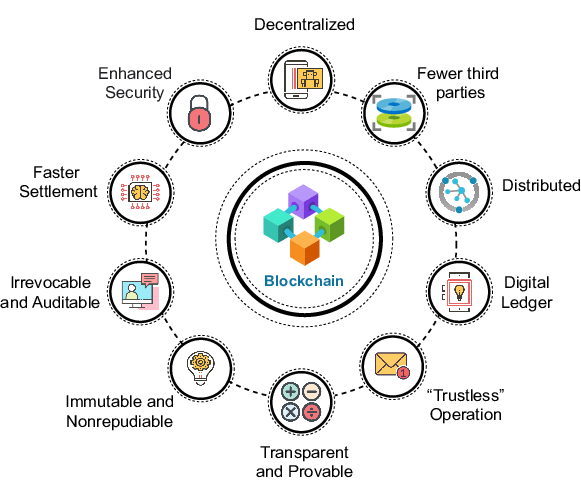 Decentralized
Enhanced
Security
Fewer third
parties
Faster
Settlement
Distributed
Blockchain
Irrevocable
and Auditable
Digital
Ledger
1
Immutable and
Nonrepudiable
“Trustless”
Operation
Transparent
and Provable